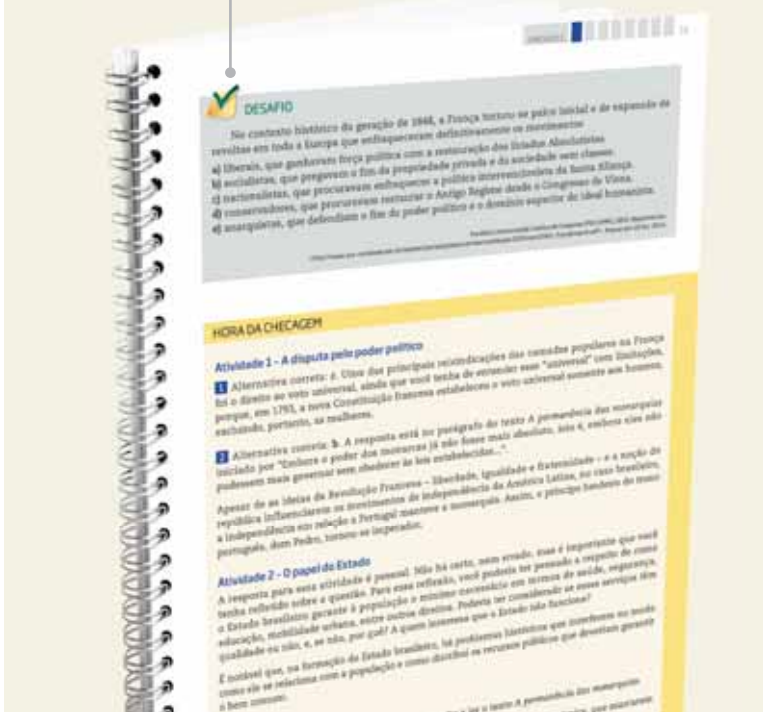 DESAFIO
No contexto histórico da geração de 1848, a França tornou se palco inicial e de expansão de
revoltas em toda a Europa que enfraqueceram definitivamente os movimentos
a) liberais, que ganhavam força política com a restauração dos Estados Absolutistas.
b) socialistas, que pregavam o fim da propriedade privada e da sociedade sem classes.
c) nacionalistas, que procuravam enfraquecer a política intervencionista da Santa Aliança.
d) conservadores, que procuravam restaurar o Antigo Regime desde o Congresso de Viena.
e) anarquistas, que defendiam o fim do poder político e o domínio superior do ideal humanista.
HORA DA CHECAGEM
Atividade 1 – A disputa pelo poder político
1 Alternativa correta: c. Uma das principais reivindicações das camadas populares na França
foi o direito ao voto universal, ainda que você tenha de entender esse "universal" com limitações,
porque, em 1793, a nova Constituição francesa estabeleceu o voto universal somente aos homens,
excluindo, portanto, as mulheres.
2 Alternativa correta: b. A resposta está no parágrafo do texto A permanência das monarquias
iniciado por "Embora o poder dos monarcas já não fosse mais absoluto, isto é, embora eles não
pudessem mais governar sem obedecer às leis estabelecidas...".
Apesar de as ideias da Revolução Francesa – liberdade, igualdade e fraternidade – e a noção de
república influenciarem os movimentos de independência da América Latina, no caso brasileiro,
a independência em relação a Portugal manteve a monarquia. Assim, o príncipe herdeiro do trono
português, dom Pedro, tornou-se imperador.
Atividade 2 – O papel do Estado
A resposta para essa atividade é pessoal. Não há certo, nem errado, mas é importante que você
tenha refletido sobre a questão. Para essa reflexão, você poderia ter pensado a respeito de como
o Estado brasileiro garante à população o mínimo necessário em termos de saúde, segurança,
educação, mobilidade urbana, entre outros direitos. Poderia ter considerado se esses serviços têm
qualidade ou não, e, se não, por quê? A quem interessa que o Estado não funcione?
É notável que, na formação do Estado brasileiro, há problemas históricos que interferem no modo
como ele se relaciona com a população e como distribui os recursos públicos que deveriam garantir
o bem comum.
o texto A permanência das monarquias